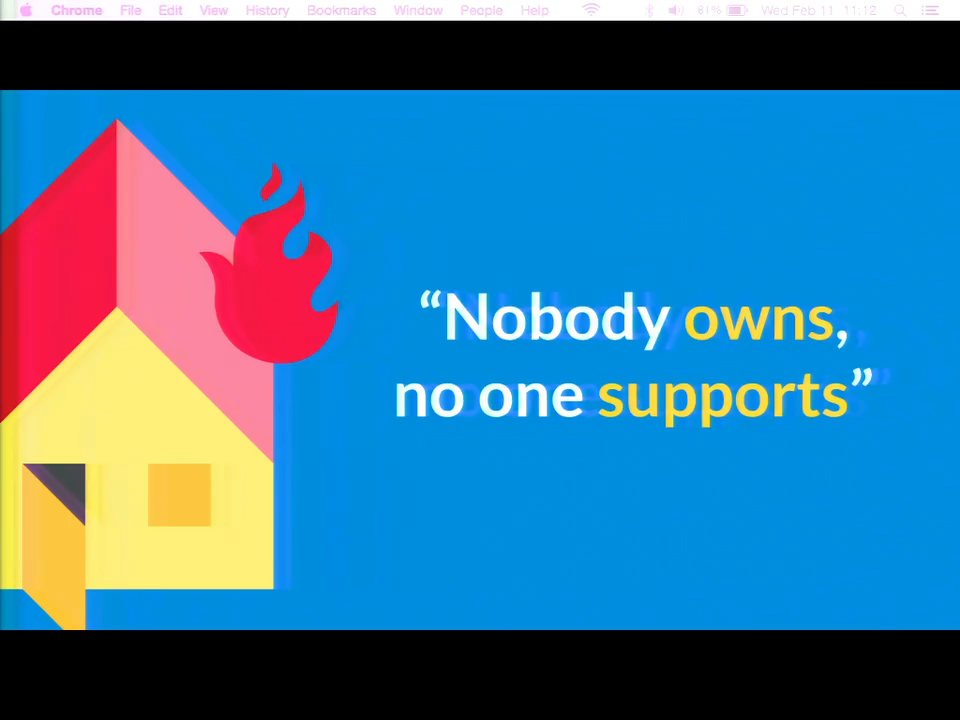 Chrome File Edit View History Bookmarks Window People Help 61% Wed Feb 11 11:12
“Nobody owns,
no one supports”